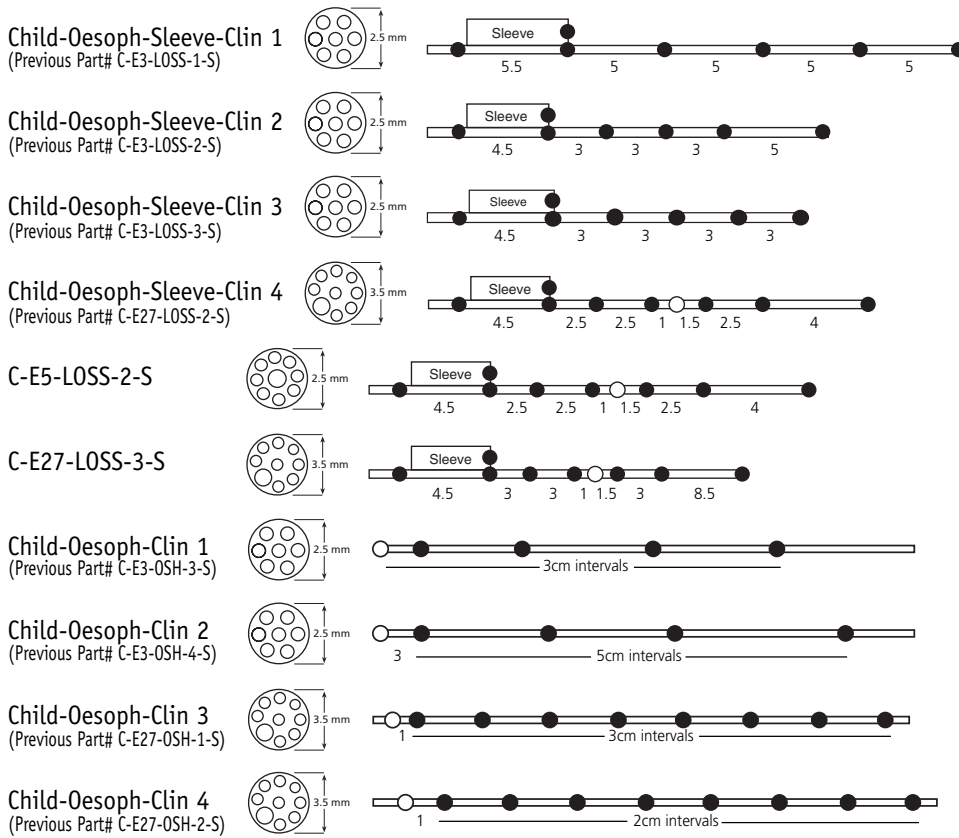 Child-Oesoph-Sleeve-Clin 1
(Previous Part# C-E3-LOSS-1-S)
2.5 mm
Sleeve
5.5 5 5 5 5
Child-Oesoph-Sleeve-Clin 2
(Previous Part# C-E3-LOSS-2-S)
2.5 mm
Sleeve
4.5 3 3 3 5
Child-Oesoph-Sleeve-Clin 3
(Previous Part# C-E3-LOSS-3-S)
2.5 mm
Sleeve
4.5 3 3 3 3
Child-Oesoph-Sleeve-Clin 4
(Previous Part# C-E27-LOSS-2-S)
3.5 mm
Sleeve
4.5 2.5 2.5 1 1.5 2.5 4
C-E5-LOSS-2-S
2.5 mm
Sleeve
4.5 2.5 2.5 1 1.5 2.5 4
C-E27-LOSS-3-S
3.5 mm
Sleeve
4.5 3 3 1 1.5 3 8.5
Child-Oesoph-Clin 1
(Previous Part# C-E3-OSH-3-S)
2.5 mm
3cm intervals
Child-Oesoph-Clin 2
(Previous Part# C-E3-OSH-4-S)
2.5 mm
3 5cm intervals
Child-Oesoph-Clin 3
(Previous Part# C-E27-OSH-1-S)
3.5 mm
1 3cm intervals
Child-Oesoph-Clin 4
(Previous Part# C-E27-OSH-2-S)
3.5 mm
1 2cm intervals